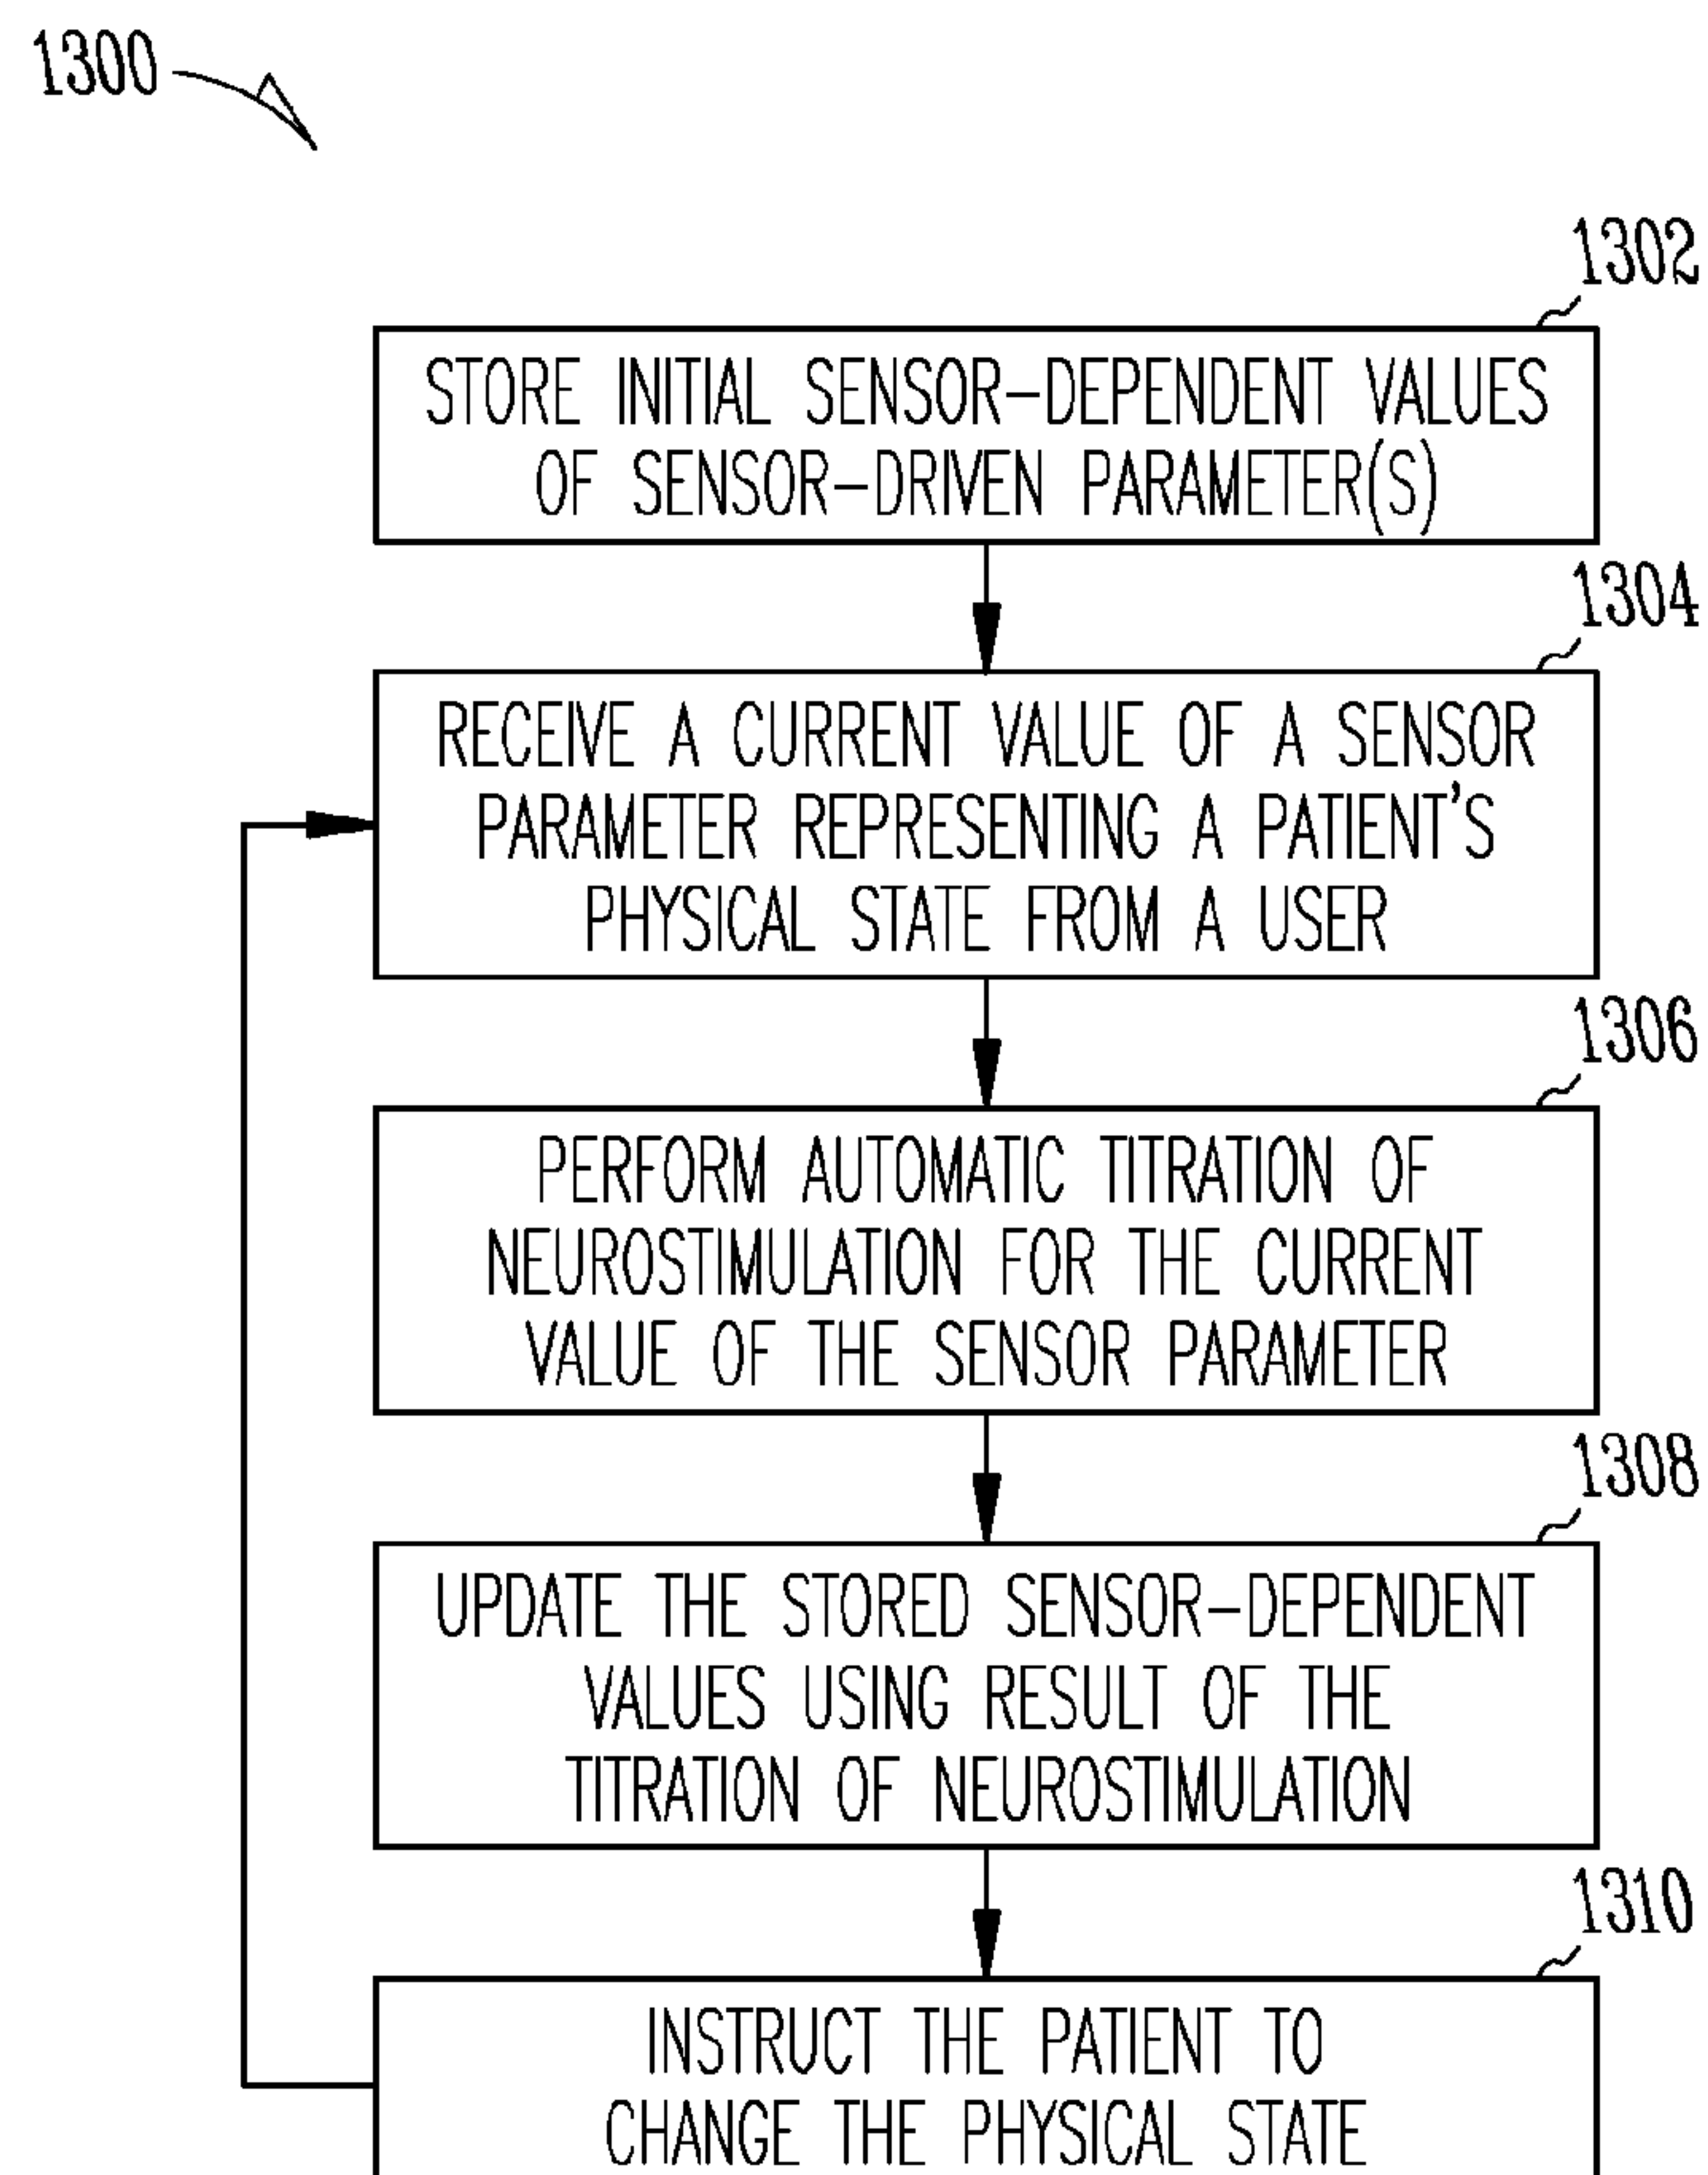 1300
1302
STORE INITIAL SENSOR-DEPENDENT VALUES
OF SENSOR-DRIVEN PARAMETER(S)
1304
RECEIVE A CURRENT VALUE OF A SENSOR
PARAMETER REPRESENTING A PATIENT'S
PHYSICAL STATE FROM A USER
1306
PERFORM AUTOMATIC TITRATION OF
NEUROSTIMULATION FOR THE CURRENT
VALUE OF THE SENSOR PARAMETER
1308
UPDATE THE STORED SENSOR-DEPENDENT
VALUES USING RESULT OF THE
TITRATION OF NEUROSTIMULATION
1310
INSTRUCT THE PATIENT TO
CHANGE THE PHYSICAL STATE